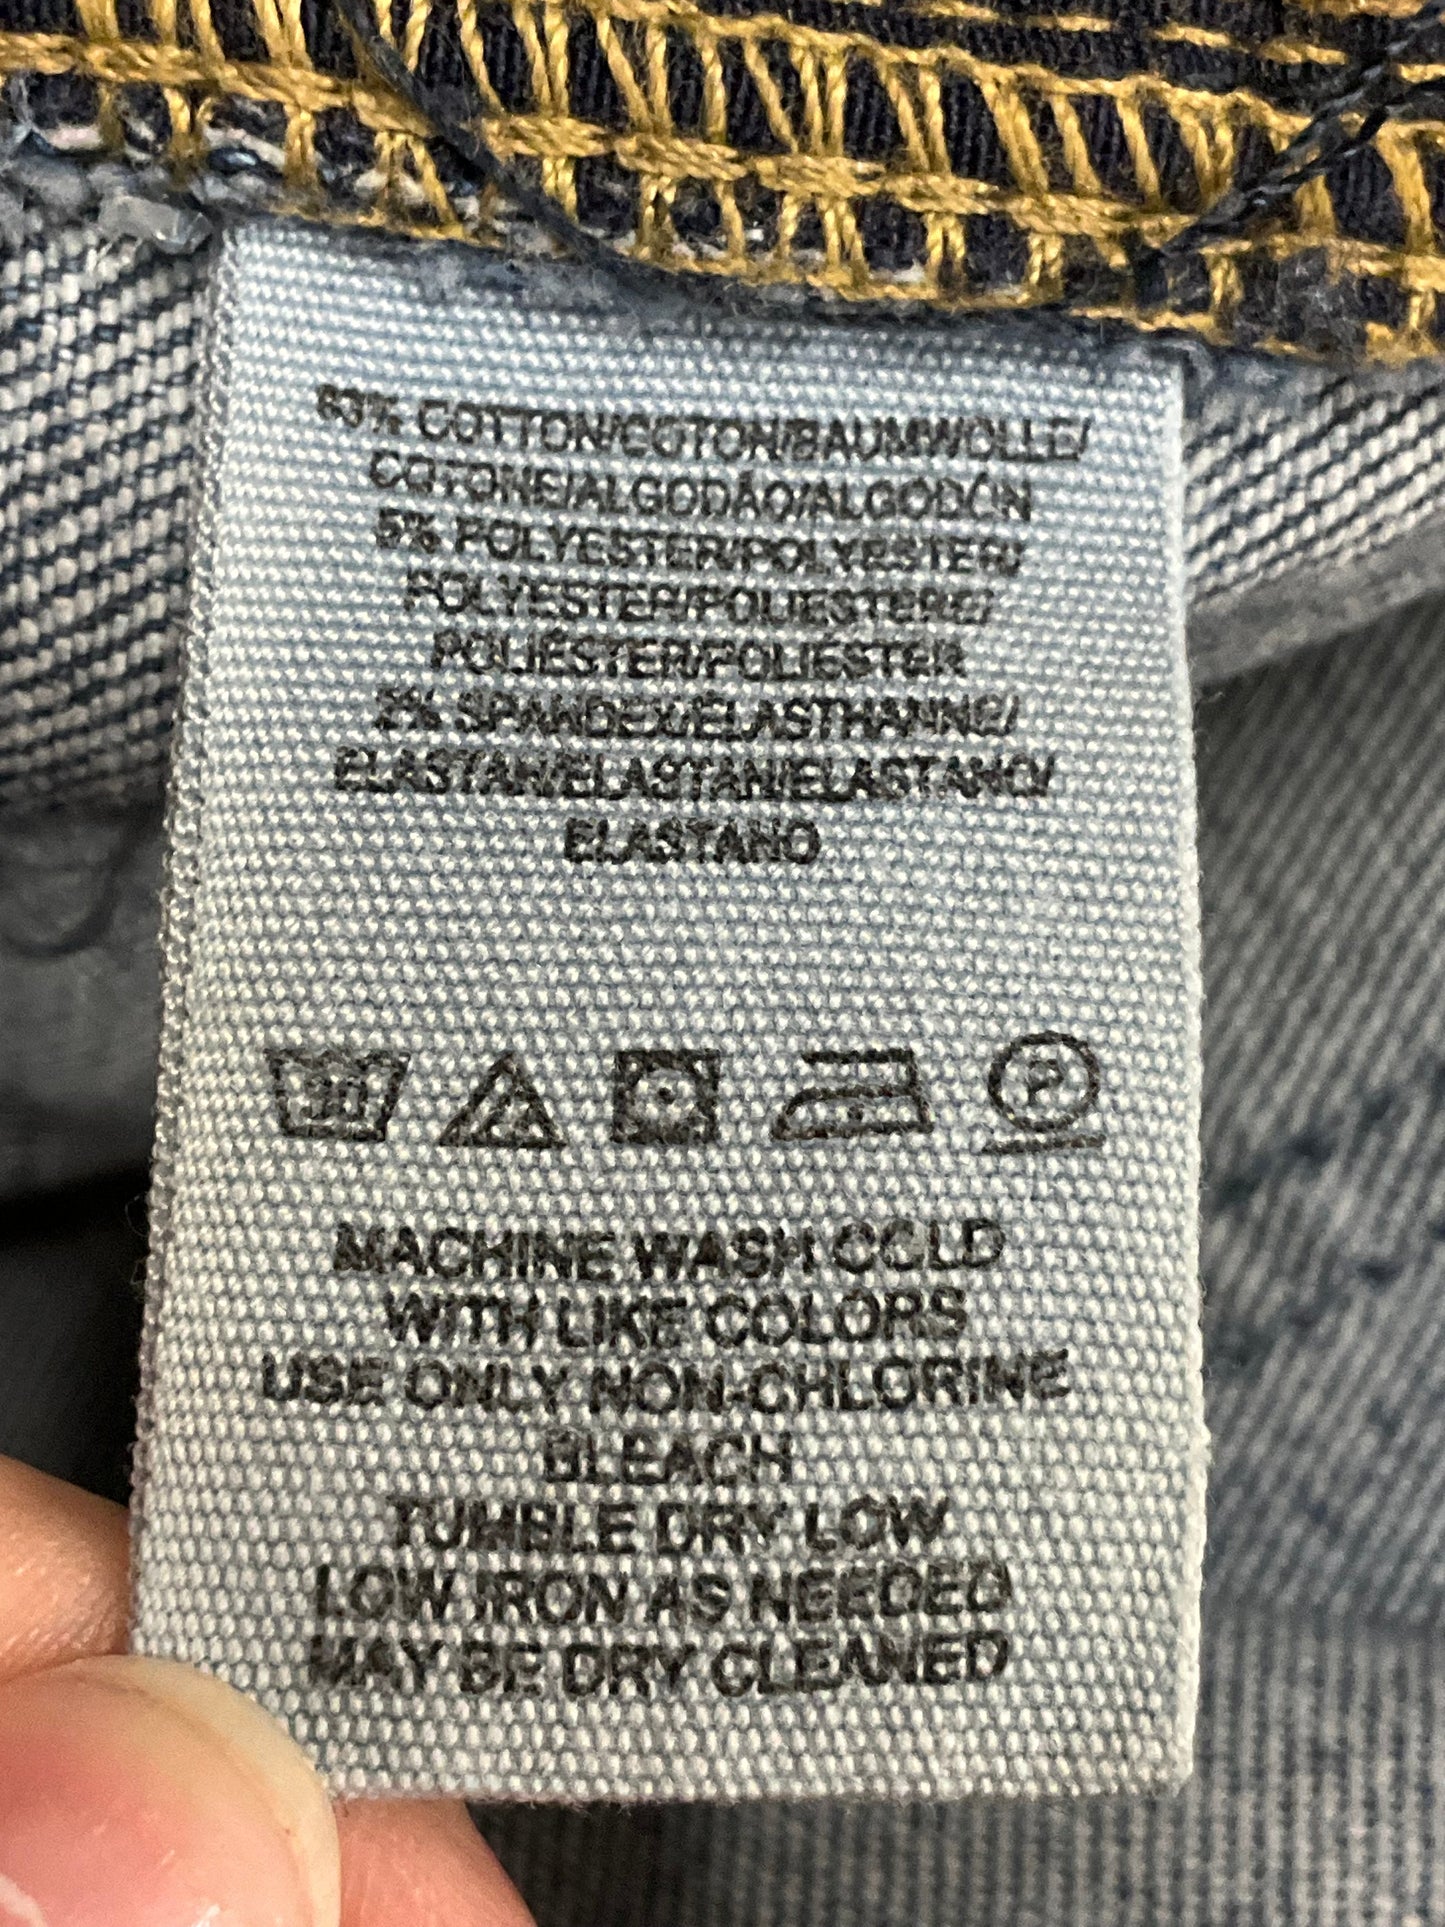 93% COTTON/COTON/BAUMWOLLE/
COTONE/ALGODÃO/ALGODÓN
5% POLYESTER/POLYESTER/
POLYESTER/POLIESTERE/
POLIÉSTER/POLIÉSTER
2% SPANDEX/ÉLASTHANNE/
ELASTAN/ELASTAN/ELASTANO/
ELASTANO
30 P
MACHINE WASH COLD
WITH LIKE COLORS
USE ONLY NON-CHLORINE
BLEACH
TUMBLE DRY LOW
LOW IRON AS NEEDED
MAY BE DRY CLEANED